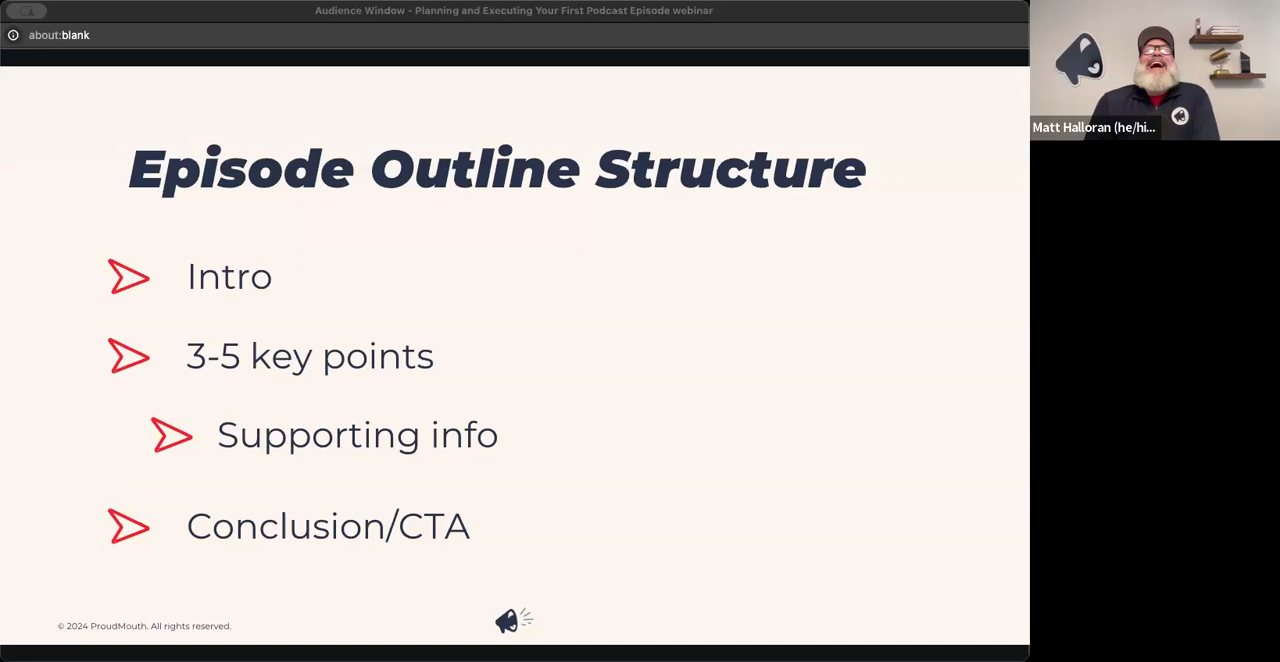 Audience Window - Planning and Executing Your First Podcast Episode webinar
about:blank
Episode Outline Structure
Intro
3-5 key points
Supporting info
Conclusion/CTA
© 2024 ProudMouth. All rights reserved.
Matt Halloran (he/hi...